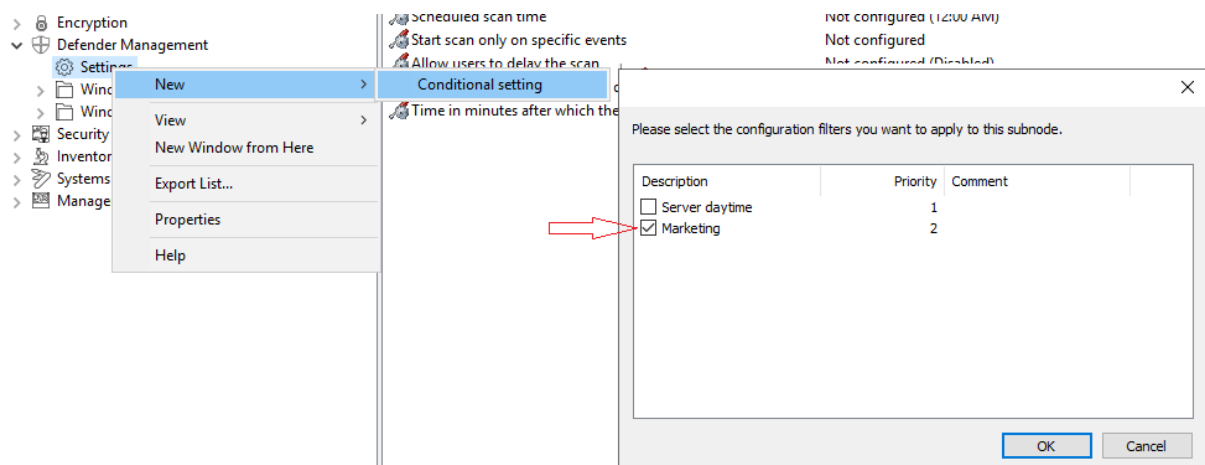 Encryption
Defender Management
Settings
Wind
Wind
Security
Inventor
Systems
Manage
New
View
New Window from Here
Export List...
Properties
Help
Conditional setting
Scheduled scan time
Not configured (12:00 AM)
Start scan only on specific events
Not configured
Allow users to delay the scan
Not configured (Disabled)
Time in minutes after which the
Please select the configuration filters you want to apply to this subnode.
Description Priority Comment
Server daytime 1
Marketing 2
OK Cancel